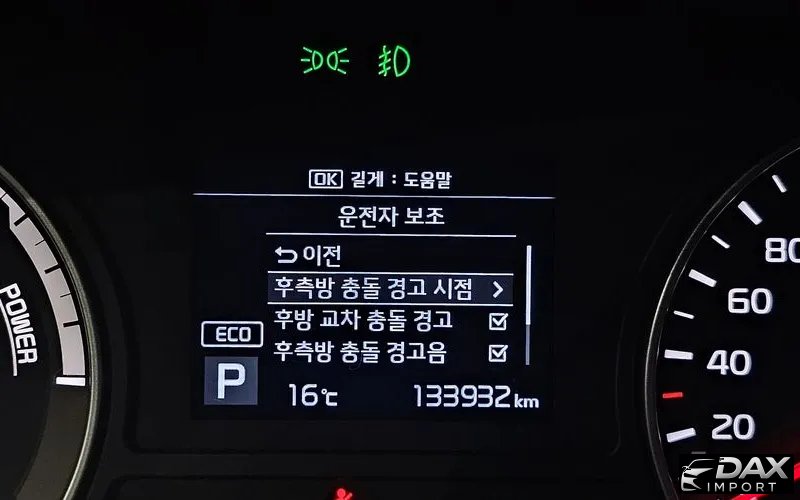 OK 길게 : 도움말
운전자 보조
이전
후측방 충돌 경고 시점
후방 교차 충돌 경고
후측방 충돌 경고음
ECO
P
16℃ 133932 km
POWER
80
60
40
20
DAX
IMPORT